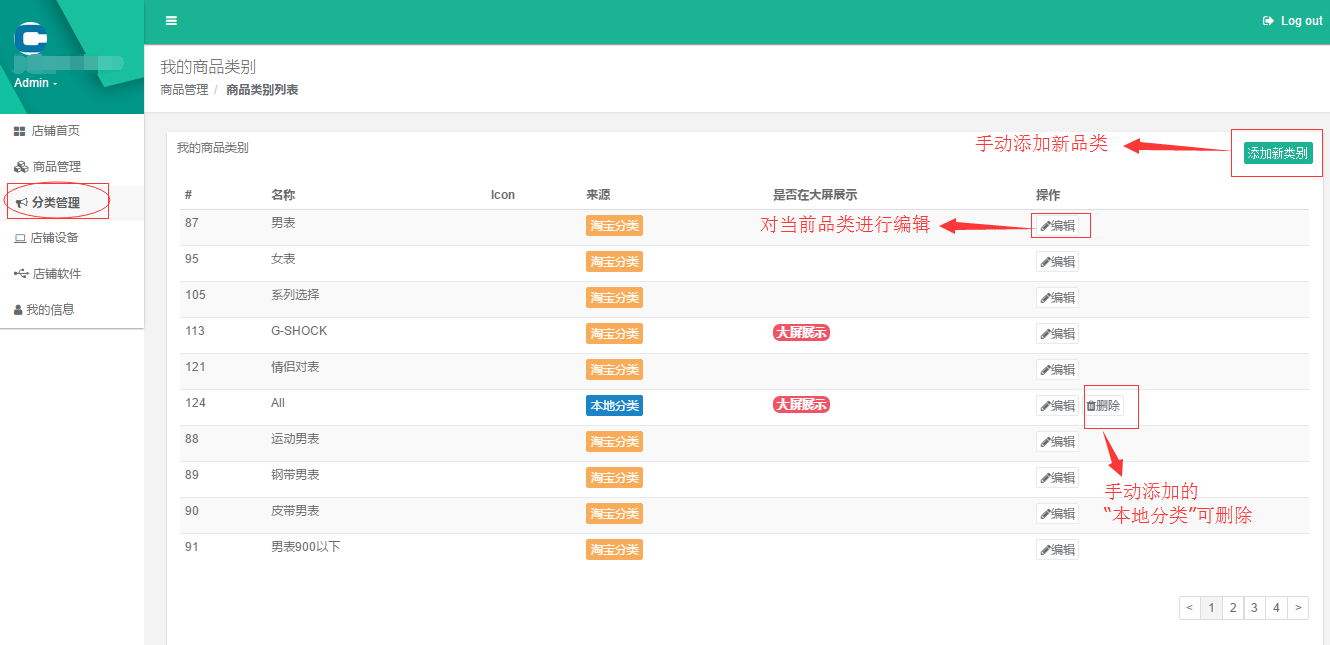 Log out
Admin
店铺首页
商品管理
分类管理
店铺设备
店铺软件
我的信息
我的商品类别
商品管理 / 商品类别列表
我的商品类别
手动添加新品类
添加新类别
# 名称 Icon 来源 是否在大屏展示 操作
87 男表 淘宝分类 对当前品类进行编辑 编辑
95 女表 淘宝分类 编辑
105 系列选择 淘宝分类 编辑
113 G-SHOCK 淘宝分类 大屏展示 编辑
121 情侣对表 淘宝分类 编辑
124 All 本地分类 大屏展示 编辑 删除
88 运动男表 淘宝分类 编辑
89 钢带男表 淘宝分类 编辑
90 皮带男表 淘宝分类 编辑
91 男表900以下 淘宝分类 编辑
手动添加的
“本地分类”可删除
< 1 2 3 4 >